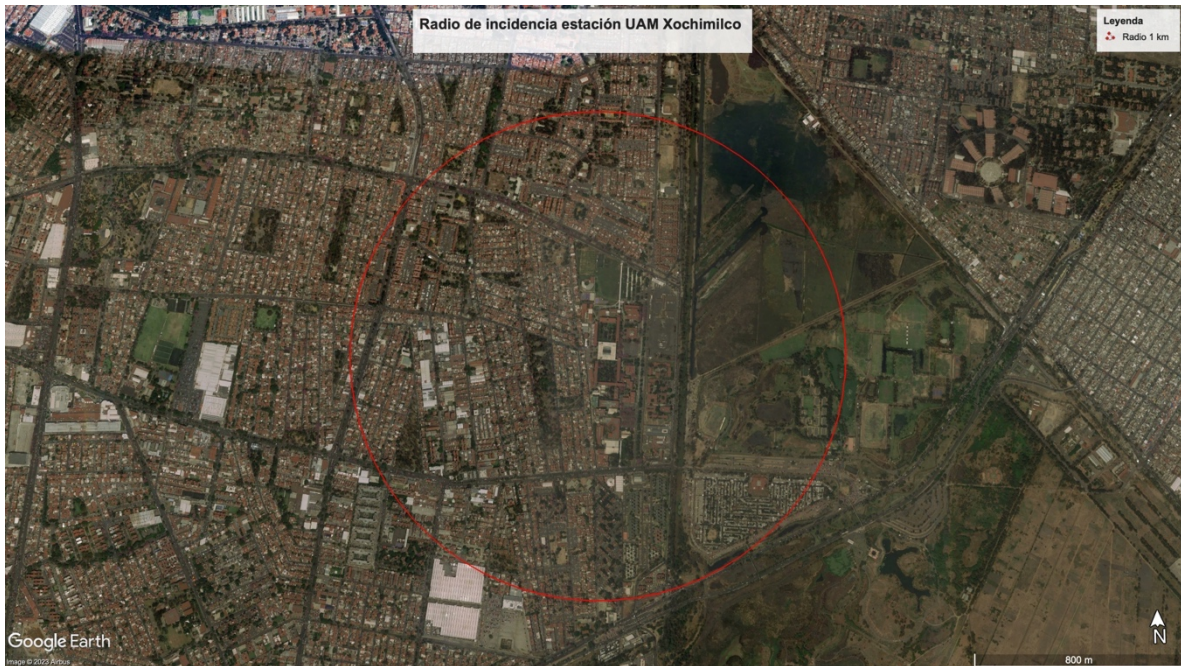 Radio de incidencia estación UAM Xochimilco
Leyenda
Radio 1 km
Google Earth
Image © 2023 Airbus
N
800 m